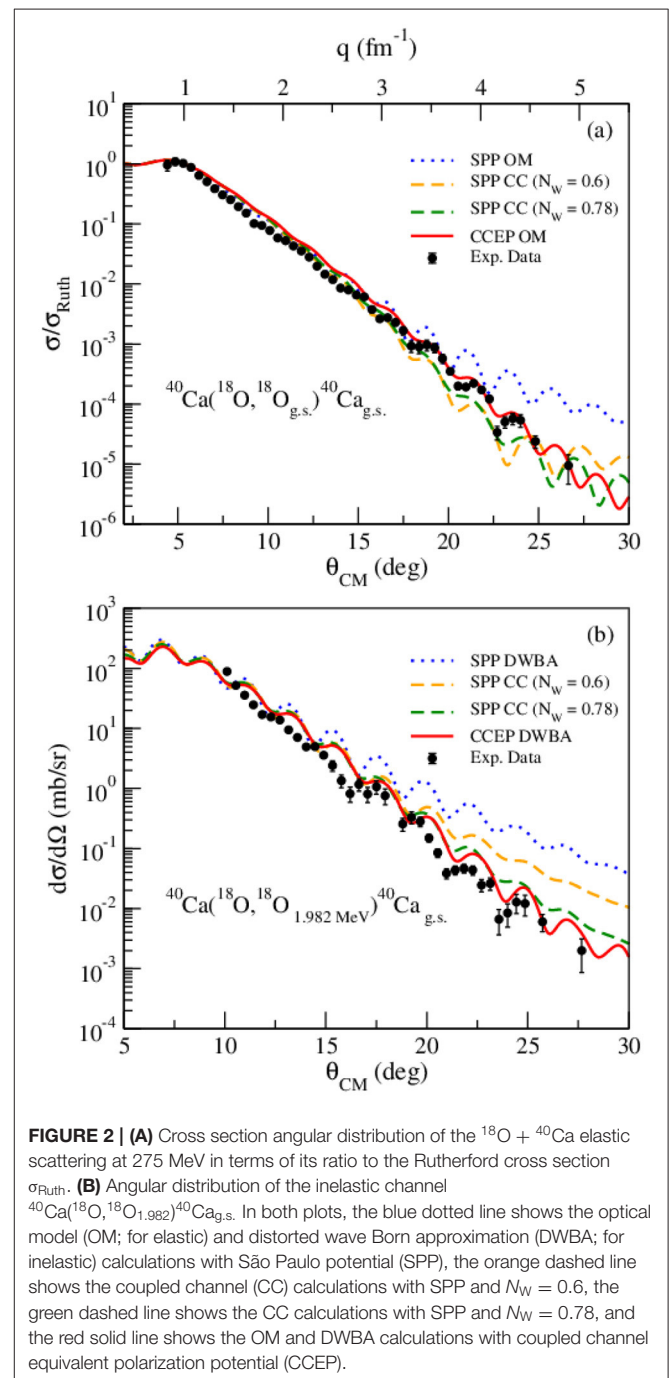 q (fm⁻¹)
1 2 3 4 5
(a)
10¹
10⁰
10⁻¹
10⁻²
10⁻³
10⁻⁴
10⁻⁵
10⁻⁶
σ/σ_Ruth
SPP OM
SPP CC (N_W = 0.6)
SPP CC (N_W = 0.78)
CCEP OM
Exp. Data
⁴⁰Ca(¹⁸O,¹⁸O_g.s.)⁴⁰Ca_g.s.
5 10 15 20 25 30
θ_CM (deg)
(b)
10³
10²
10¹
10⁰
10⁻¹
10⁻²
10⁻³
10⁻⁴
dσ/dΩ (mb/sr)
SPP DWBA
SPP CC (N_W = 0.6)
SPP CC (N_W = 0.78)
CCEP DWBA
Exp. Data
⁴⁰Ca(¹⁸O,¹⁸O_1.982 MeV)⁴⁰Ca_g.s.
5 10 15 20 25 30
θ_CM (deg)
FIGURE 2 | (A) Cross section angular distribution of the ¹⁸O + ⁴⁰Ca elastic
scattering at 275 MeV in terms of its ratio to the Rutherford cross section
σ_Ruth. (B) Angular distribution of the inelastic channel
⁴⁰Ca(¹⁸O,¹⁸O_1.982)⁴⁰Ca_g.s. In both plots, the blue dotted line shows the optical
model (OM; for elastic) and distorted wave Born approximation (DWBA; for
inelastic) calculations with São Paulo potential (SPP), the orange dashed line
shows the coupled channel (CC) calculations with SPP and N_W = 0.6, the
green dashed line shows the CC calculations with SPP and N_W = 0.78, and
the red solid line shows the OM and DWBA calculations with coupled channel
equivalent polarization potential (CCEP).